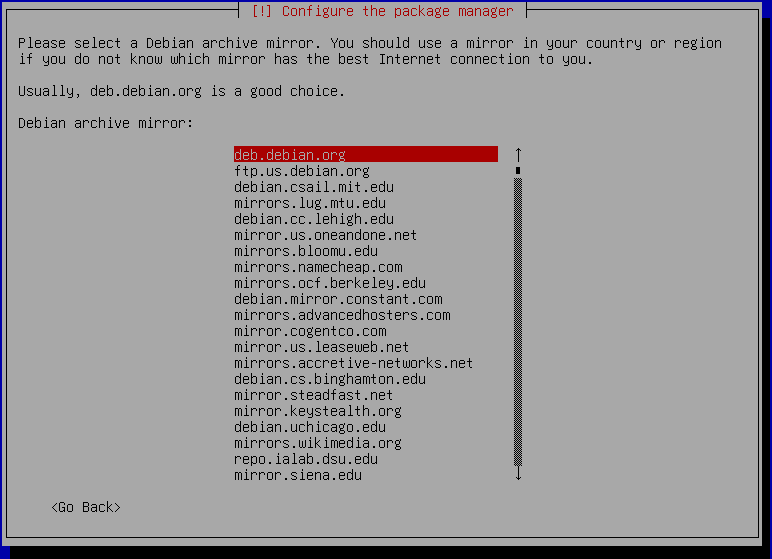 [!] Configure the package manager
Please select a Debian archive mirror. You should use a mirror in your country or region
if you do not know which mirror has the best Internet connection to you.
Usually, deb.debian.org is a good choice.
Debian archive mirror:
deb.debian.org
ftp.us.debian.org
debian.csail.mit.edu
mirrors.lug.mtu.edu
debian.cc.lehigh.edu
mirror.us.oneandone.net
mirrors.bloomu.edu
mirrors.namecheap.com
mirrors.ocf.berkeley.edu
debian.mirror.constant.com
mirrors.advancedhosters.com
mirror.cogentco.com
mirror.us.leaseweb.net
mirrors.accretive-networks.net
debian.cs.binghamton.edu
mirror.steadfast.net
mirror.keystealth.org
debian.uchicago.edu
mirrors.wikimedia.org
repo.ialab.dsu.edu
mirror.siena.edu
<Go Back>